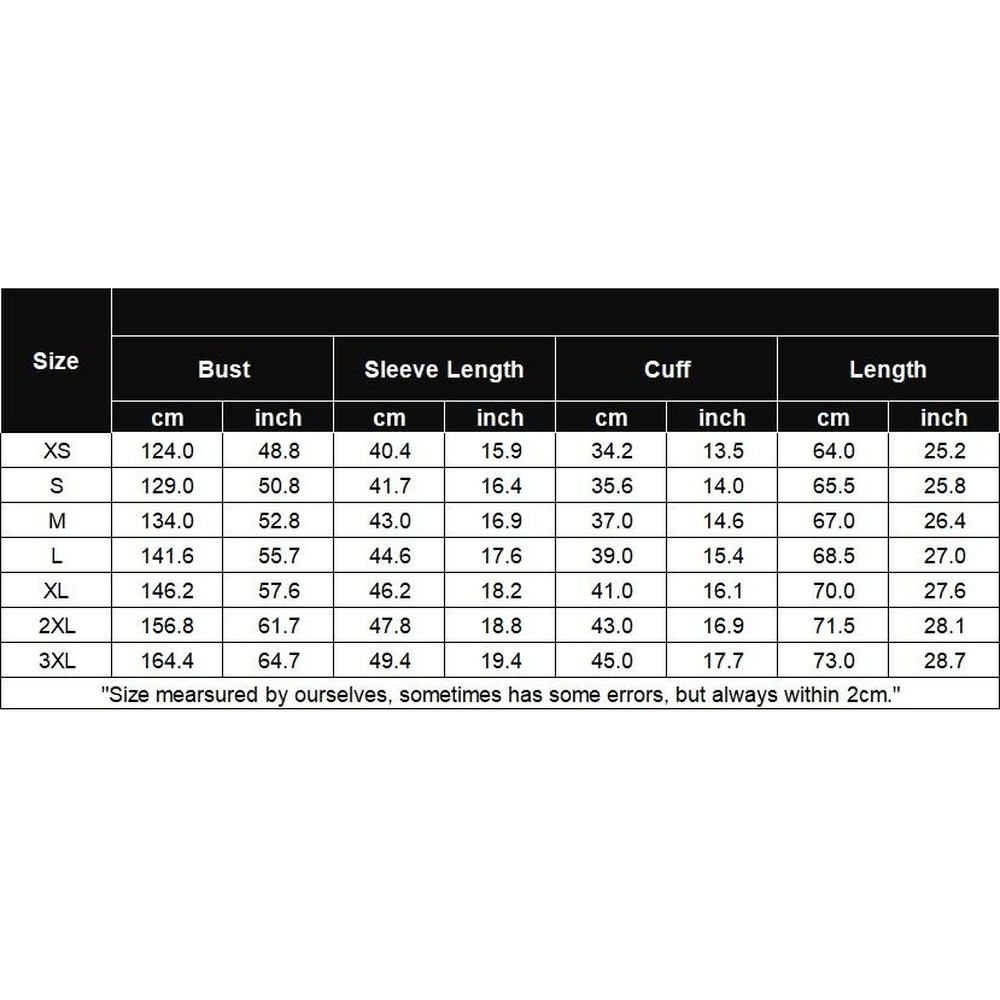 Size
Bust Sleeve Length Cuff Length
cm inch cm inch cm inch cm inch
XS 124.0 48.8 40.4 15.9 34.2 13.5 64.0 25.2
S 129.0 50.8 41.7 16.4 35.6 14.0 65.5 25.8
M 134.0 52.8 43.0 16.9 37.0 14.6 67.0 26.4
L 141.6 55.7 44.6 17.6 39.0 15.4 68.5 27.0
XL 146.2 57.6 46.2 18.2 41.0 16.1 70.0 27.6
2XL 156.8 61.7 47.8 18.8 43.0 16.9 71.5 28.1
3XL 164.4 64.7 49.4 19.4 45.0 17.7 73.0 28.7
"Size mearsured by ourselves, sometimes has some errors, but always within 2cm."